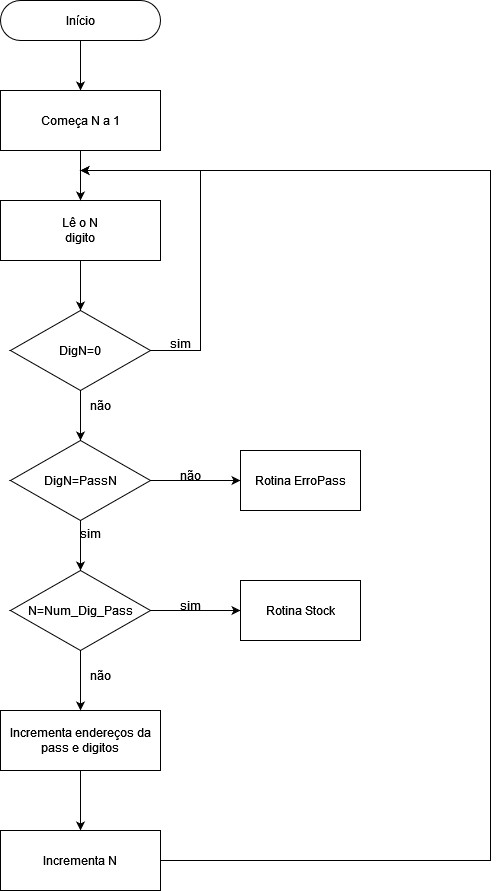 Início
Começa N a 1
Lê o N
digito
DigN=0
sim
não
DigN=PassN
não
Rotina ErroPass
sim
N=Num_Dig_Pass
sim
Rotina Stock
não
Incrementa endereços da
pass e digitos
Incrementa N